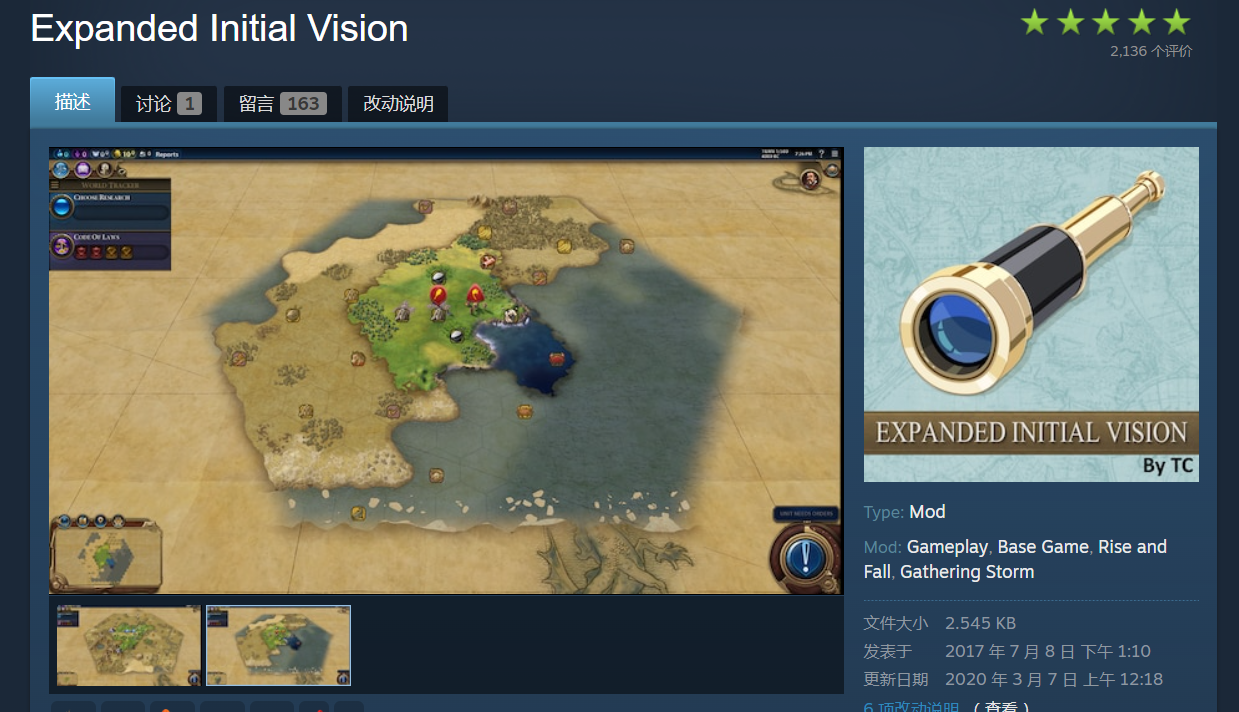 Expanded Initial Vision
2,136 个评价
描述 讨论 1 留言 163 改动说明
Reports
WORLD TRACKER
CHOOSE RESEARCH
CODE OF LAWS
UNIT NEEDS ORDERS
EXPANDED INITIAL VISION
By TC
Type: Mod
Mod: Gameplay, Base Game, Rise and
Fall, Gathering Storm
文件大小 2.545 KB
发表于 2017 年 7 月 8 日 下午 1:10
更新日期 2020 年 3 月 7 日 上午 12:18
6 项改动说明 ( 查看 )